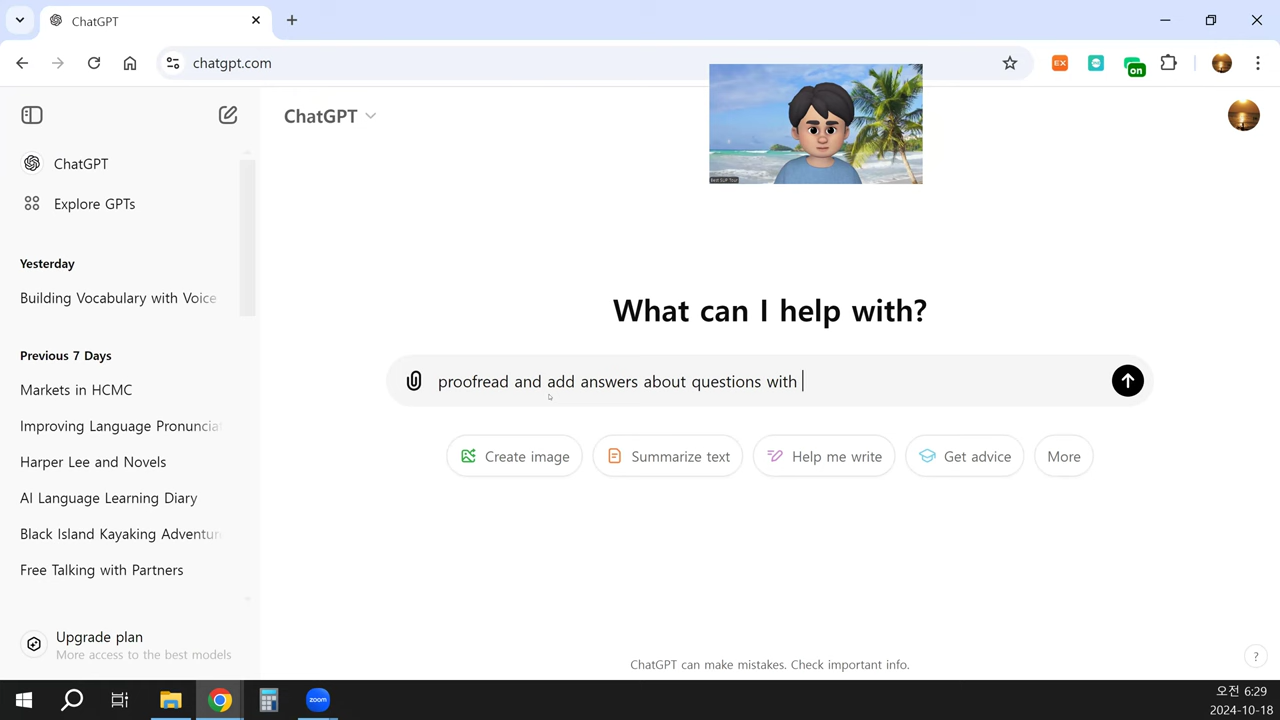 ChatGPT
chatgpt.com
on
ChatGPT
ChatGPT
Explore GPTs
Yesterday
Building Vocabulary with Voice
Previous 7 Days
Markets in HCMC
Improving Language Pronuncia
Harper Lee and Novels
AI Language Learning Diary
Black Island Kayaking Adventur
Free Talking with Partners
Upgrade plan
More access to the best models
What can I help with?
proofread and add answers about questions with
Create image
Summarize text
Help me write
Get advice
More
ChatGPT can make mistakes. Check important info.
?
zoom
오전 6:29
2024-10-18